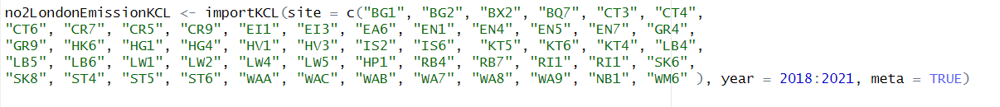 no2LondonEmissionKCL <- importKCL(site = c("BG1", "BG2", "BX2", "BQ7", "CT3", "CT4",
"CT6", "CR7", "CR5", "CR9", "EI1", "EI3", "EA6", "EN1", "EN4", "EN5", "EN7", "GR4",
"GR9", "HK6", "HG1", "HG4", "HV1", "HV3", "IS2", "IS6", "KT5", "KT6", "KT4", "LB4",
"LB5", "LB6", "LW1", "LW2", "LW4", "LW5", "HP1", "RB4", "RB7", "RI1", "RI1", "SK6",
"SK8", "ST4", "ST5", "ST6", "WAA", "WAC", "WAB", "WA7", "WA8", "WA9", "NB1", "WM6" ), year = 2018:2021, meta = TRUE)